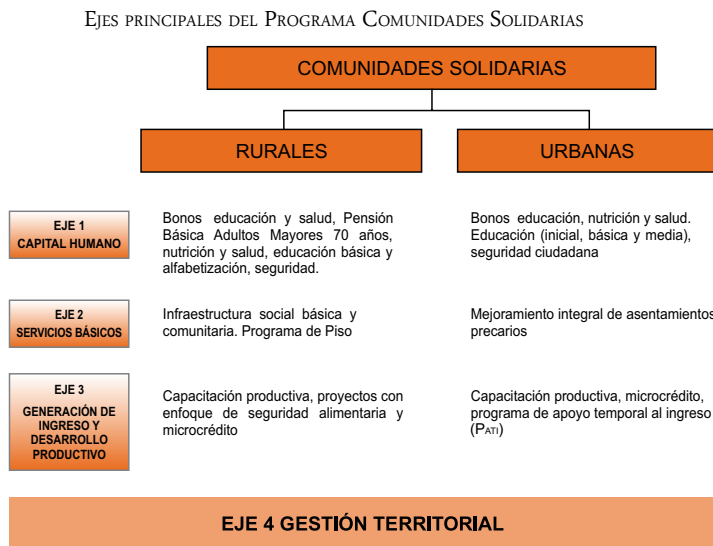 Ejes principales del Programa Comunidades Solidarias
COMUNIDADES SOLIDARIAS
RURALES
URBANAS
EJE 1
CAPITAL HUMANO
Bonos educación y salud, Pensión
Básica Adultos Mayores 70 años,
nutrición y salud, educación básica y
alfabetización, seguridad.
Bonos educación, nutrición y salud.
Educación (inicial, básica y media),
seguridad ciudadana
EJE 2
SERVICIOS BÁSICOS
Infraestructura social básica y
comunitaria. Programa de Piso
Mejoramiento integral de asentamientos
precarios
EJE 3
GENERACIÓN DE
INGRESO Y
DESARROLLO
PRODUCTIVO
Capacitación productiva, proyectos con
enfoque de seguridad alimentaria y
microcrédito
Capacitación productiva, microcrédito,
programa de apoyo temporal al ingreso
(PATI)
EJE 4 GESTIÓN TERRITORIAL